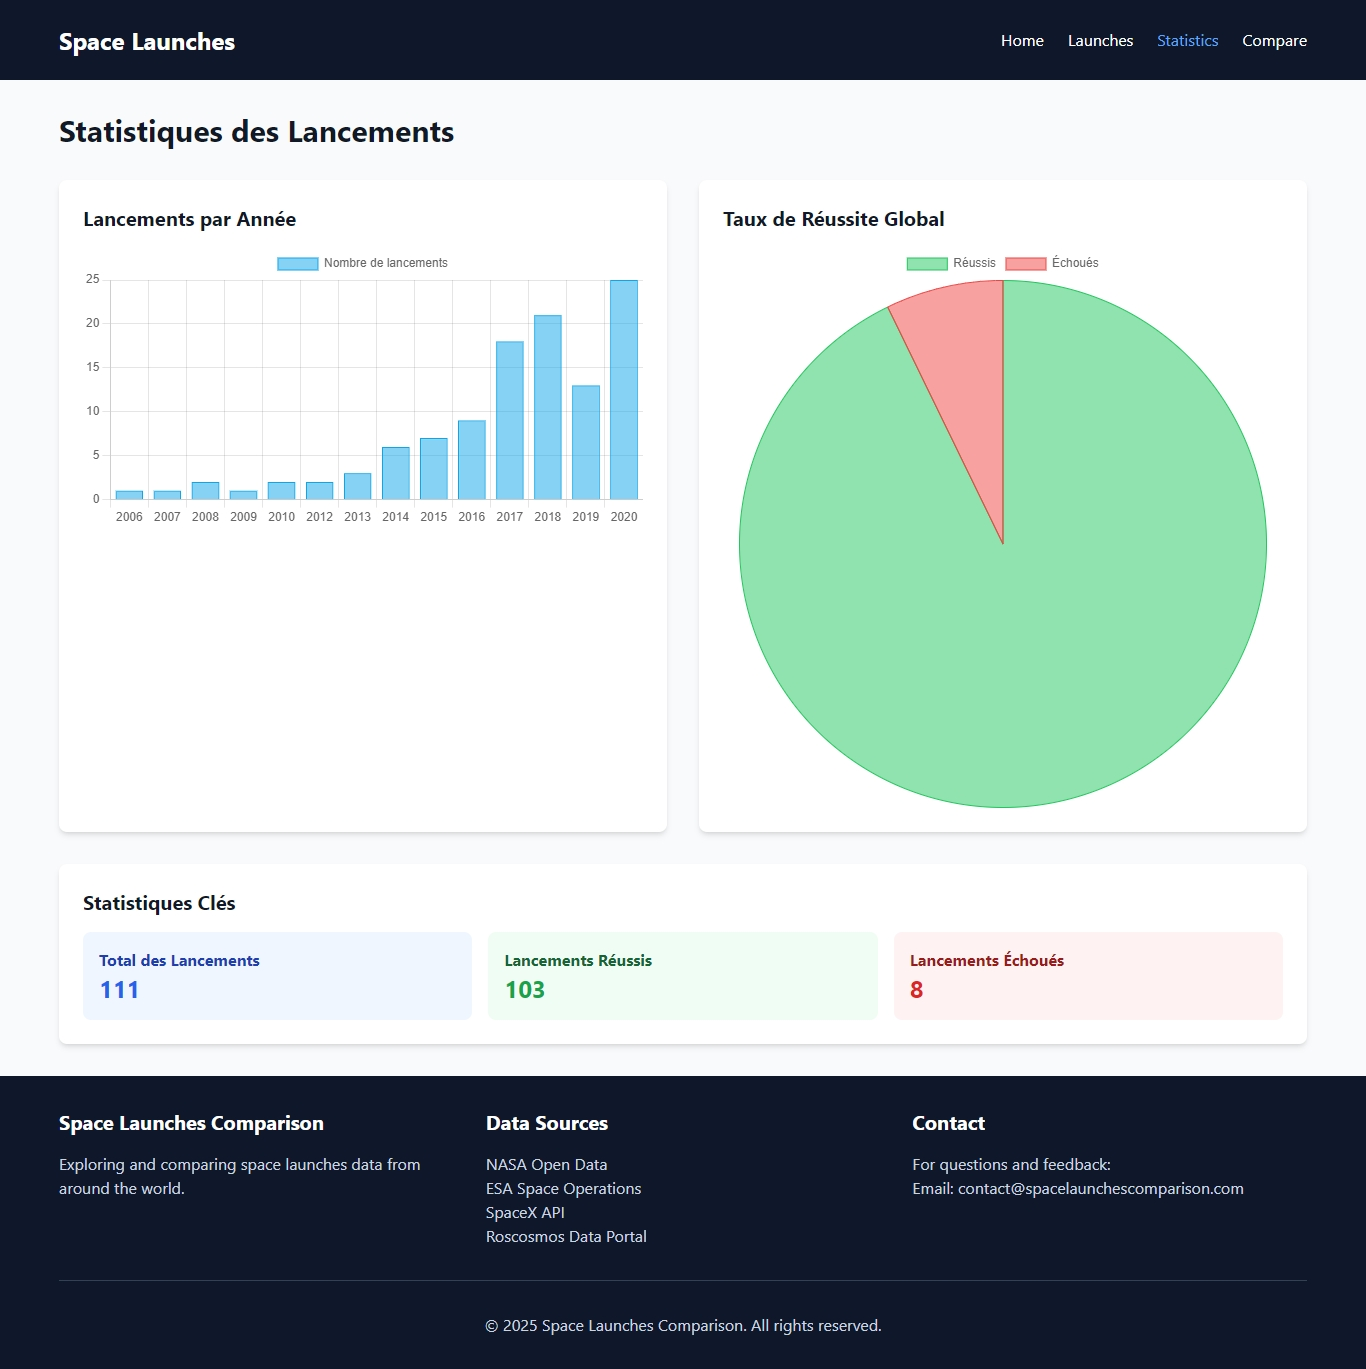 Space Launches
Home Launches Statistics Compare
Statistiques des Lancements
Lancements par Année
Nombre de lancements
25
20
15
10
5
0
2006 2007 2008 2009 2010 2012 2013 2014 2015 2016 2017 2018 2019 2020
Taux de Réussite Global
Réussis Échoués
Statistiques Clés
Total des Lancements
111
Lancements Réussis
103
Lancements Échoués
8
Space Launches Comparison
Exploring and comparing space launches data from
around the world.
Data Sources
NASA Open Data
ESA Space Operations
SpaceX API
Roscosmos Data Portal
Contact
For questions and feedback:
Email: contact@spacelaunchescomparison.com
© 2025 Space Launches Comparison. All rights reserved.